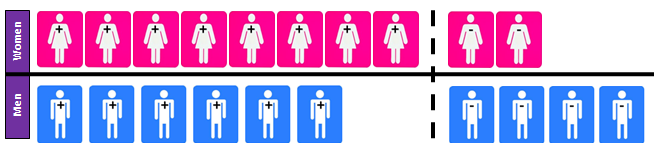 Women
+ + + + + + + + - -
Men
+ + + + + + - - - -